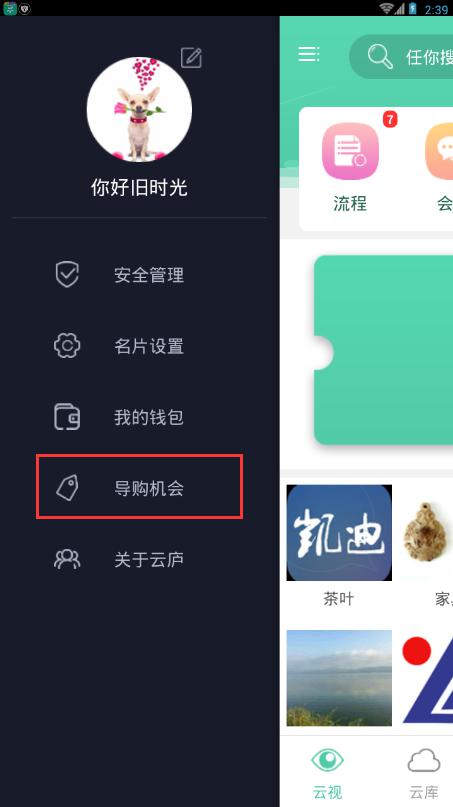 2:39
你好旧时光
安全管理
名片设置
我的钱包
导购机会
关于云庐
任你搜
7
流程
会
凯迪
茶叶
家
云视
云库